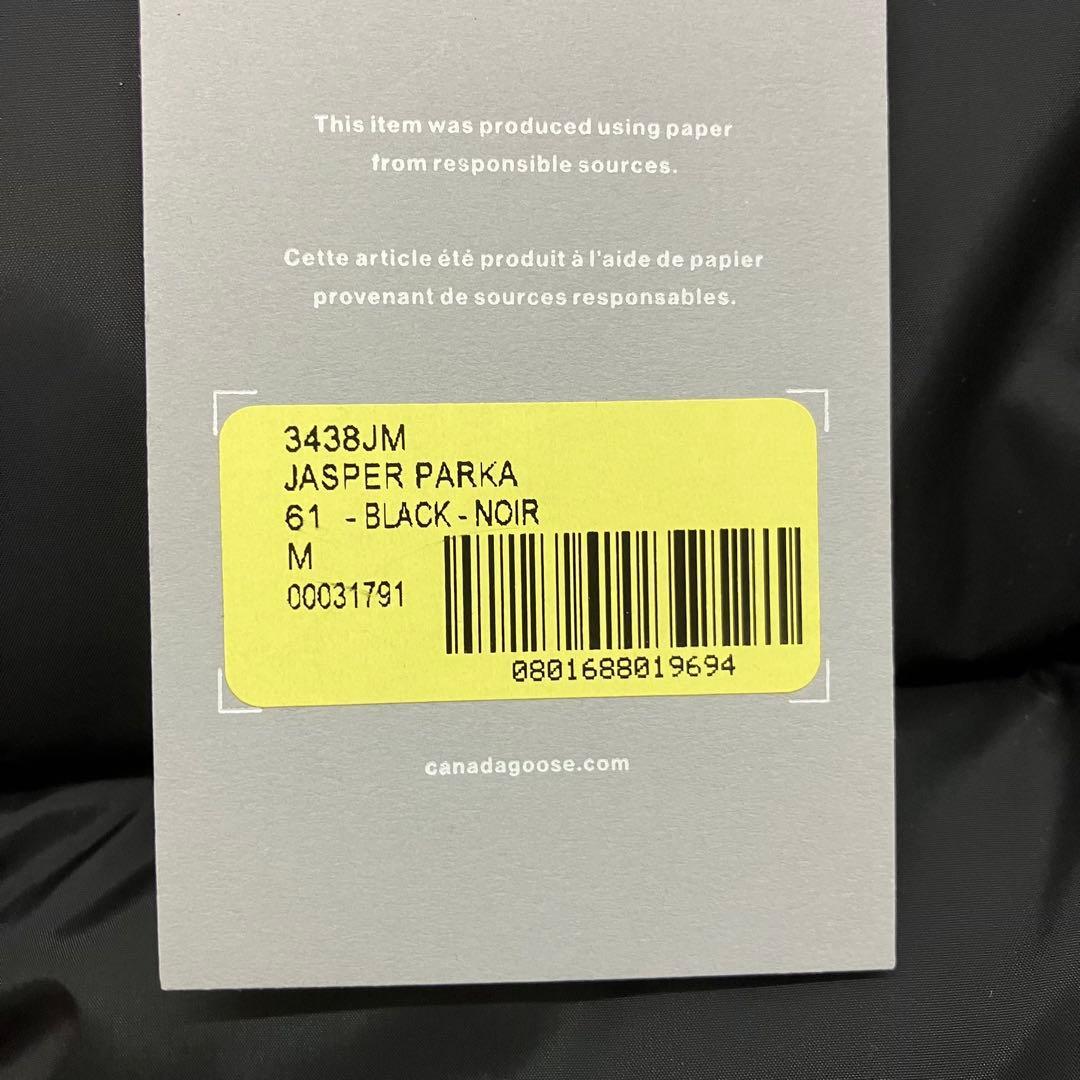 This item was produced using paper
from responsible sources.
Cette article été produit à l'aide de papier
provenant de sources responsables.
3438JM
JASPER PARKA
61 - BLACK - NOIR
M
00031791
0801688019694
canadagoose.com